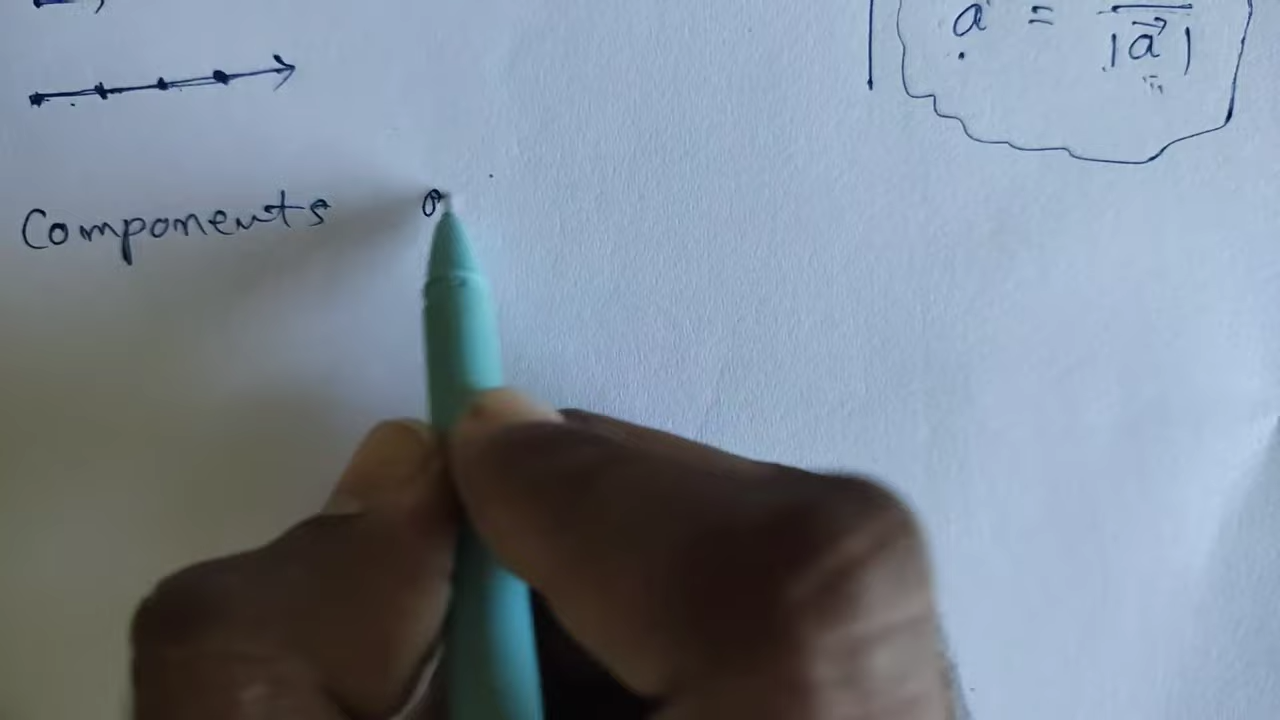 a =
|a⃗|
Components o